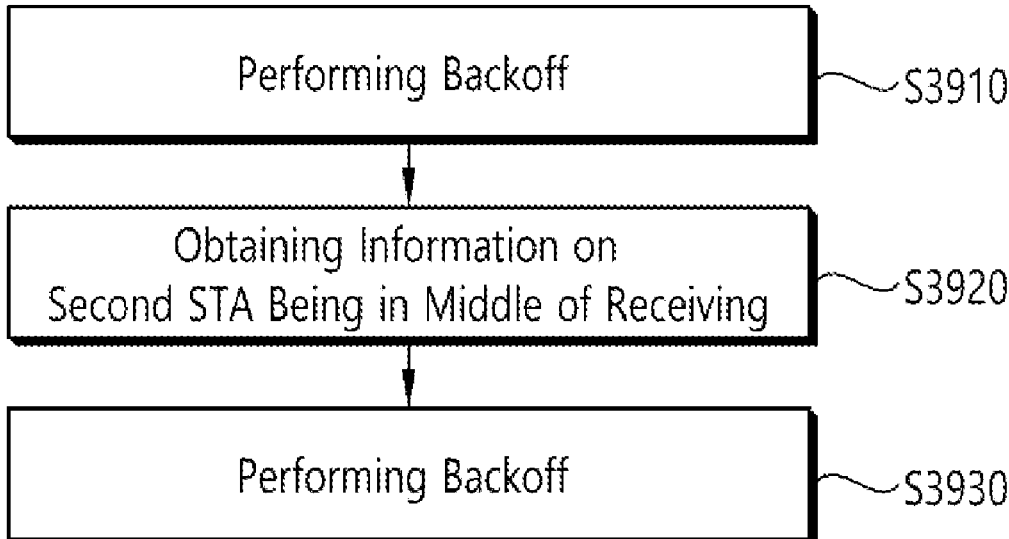 Performing Backoff
S3910
Obtaining Information on
Second STA Being in Middle of Receiving
S3920
Performing Backoff
S3930